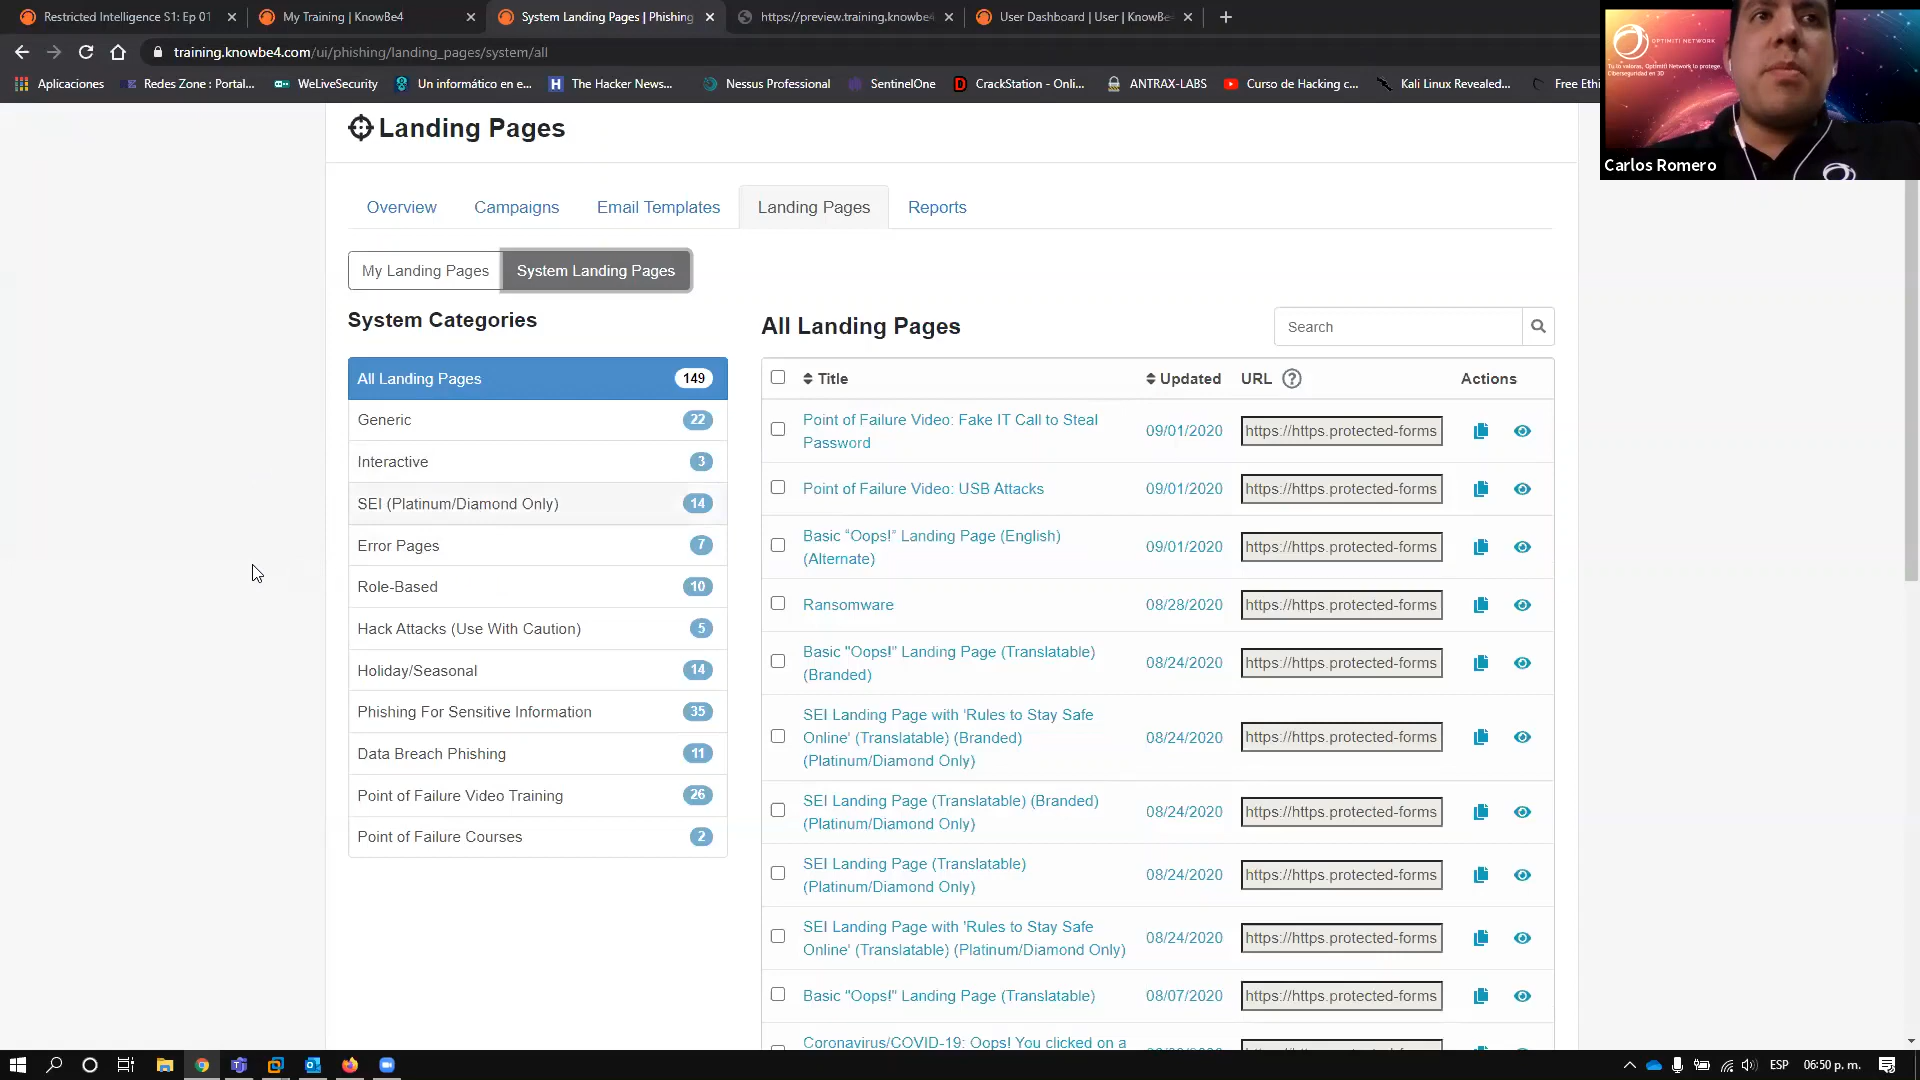 Restricted Intelligence S1: Ep 01
My Training | KnowBe4
System Landing Pages | Phishing
https://preview.training.knowbe4
User Dashboard | User | KnowBe
training.knowbe4.com/ui/phishing/landing_pages/system/all
Aplicaciones
Redes Zone : Portal...
WeLiveSecurity
Un informático en e...
The Hacker News...
Nessus Professional
SentinelOne
CrackStation - Onli...
ANTRAX-LABS
Curso de Hacking c...
Kali Linux Revealed...
Free Ethi
OPTIMITI NETWORK
Carlos Romero
Landing Pages
Overview
Campaigns
Email Templates
Landing Pages
Reports
My Landing Pages
System Landing Pages
System Categories
All Landing Pages 149
Generic 22
Interactive 3
SEI (Platinum/Diamond Only) 14
Error Pages 7
Role-Based 10
Hack Attacks (Use With Caution) 5
Holiday/Seasonal 14
Phishing For Sensitive Information 35
Data Breach Phishing 11
Point of Failure Video Training 26
Point of Failure Courses 2
All Landing Pages
Search
Title Updated URL ? Actions
Point of Failure Video: Fake IT Call to Steal
Password
09/01/2020 https://https.protected-forms
Point of Failure Video: USB Attacks 09/01/2020 https://https.protected-forms
Basic “Oops!” Landing Page (English)
(Alternate)
09/01/2020 https://https.protected-forms
Ransomware 08/28/2020 https://https.protected-forms
Basic "Oops!" Landing Page (Translatable)
(Branded)
08/24/2020 https://https.protected-forms
SEI Landing Page with 'Rules to Stay Safe
Online' (Translatable) (Branded)
(Platinum/Diamond Only)
08/24/2020 https://https.protected-forms
SEI Landing Page (Translatable) (Branded)
(Platinum/Diamond Only)
08/24/2020 https://https.protected-forms
SEI Landing Page (Translatable)
(Platinum/Diamond Only)
08/24/2020 https://https.protected-forms
SEI Landing Page with 'Rules to Stay Safe
Online' (Translatable) (Platinum/Diamond Only)
08/24/2020 https://https.protected-forms
Basic "Oops!" Landing Page (Translatable) 08/07/2020 https://https.protected-forms
Coronavirus/COVID-19: Oops! You clicked on a
ESP
06:50 p. m.